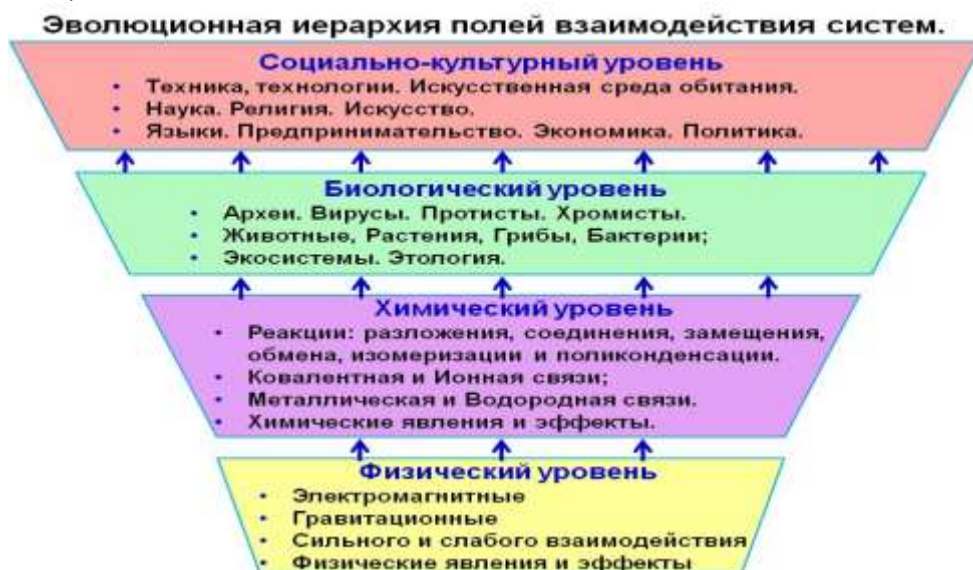 Эволюционная иерархия полей взаимодействия систем.
Социально-культурный уровень
• Техника, технологии. Искусственная среда обитания.
• Наука. Религия. Искусство.
• Языки. Предпринимательство. Экономика. Политика.
Биологический уровень
• Археи. Вирусы. Протисты. Хромисты.
• Животные, Растения, Грибы, Бактерии;
• Экосистемы. Этология.
Химический уровень
• Реакции: разложения, соединения, замещения,
обмена, изомеризации и поликонденсации.
• Ковалентная и Ионная связи;
• Металлическая и Водородная связи.
• Химические явления и эффекты.
Физический уровень
• Электромагнитные
• Гравитационные
• Сильного и слабого взаимодействия
• Физические явления и эффекты